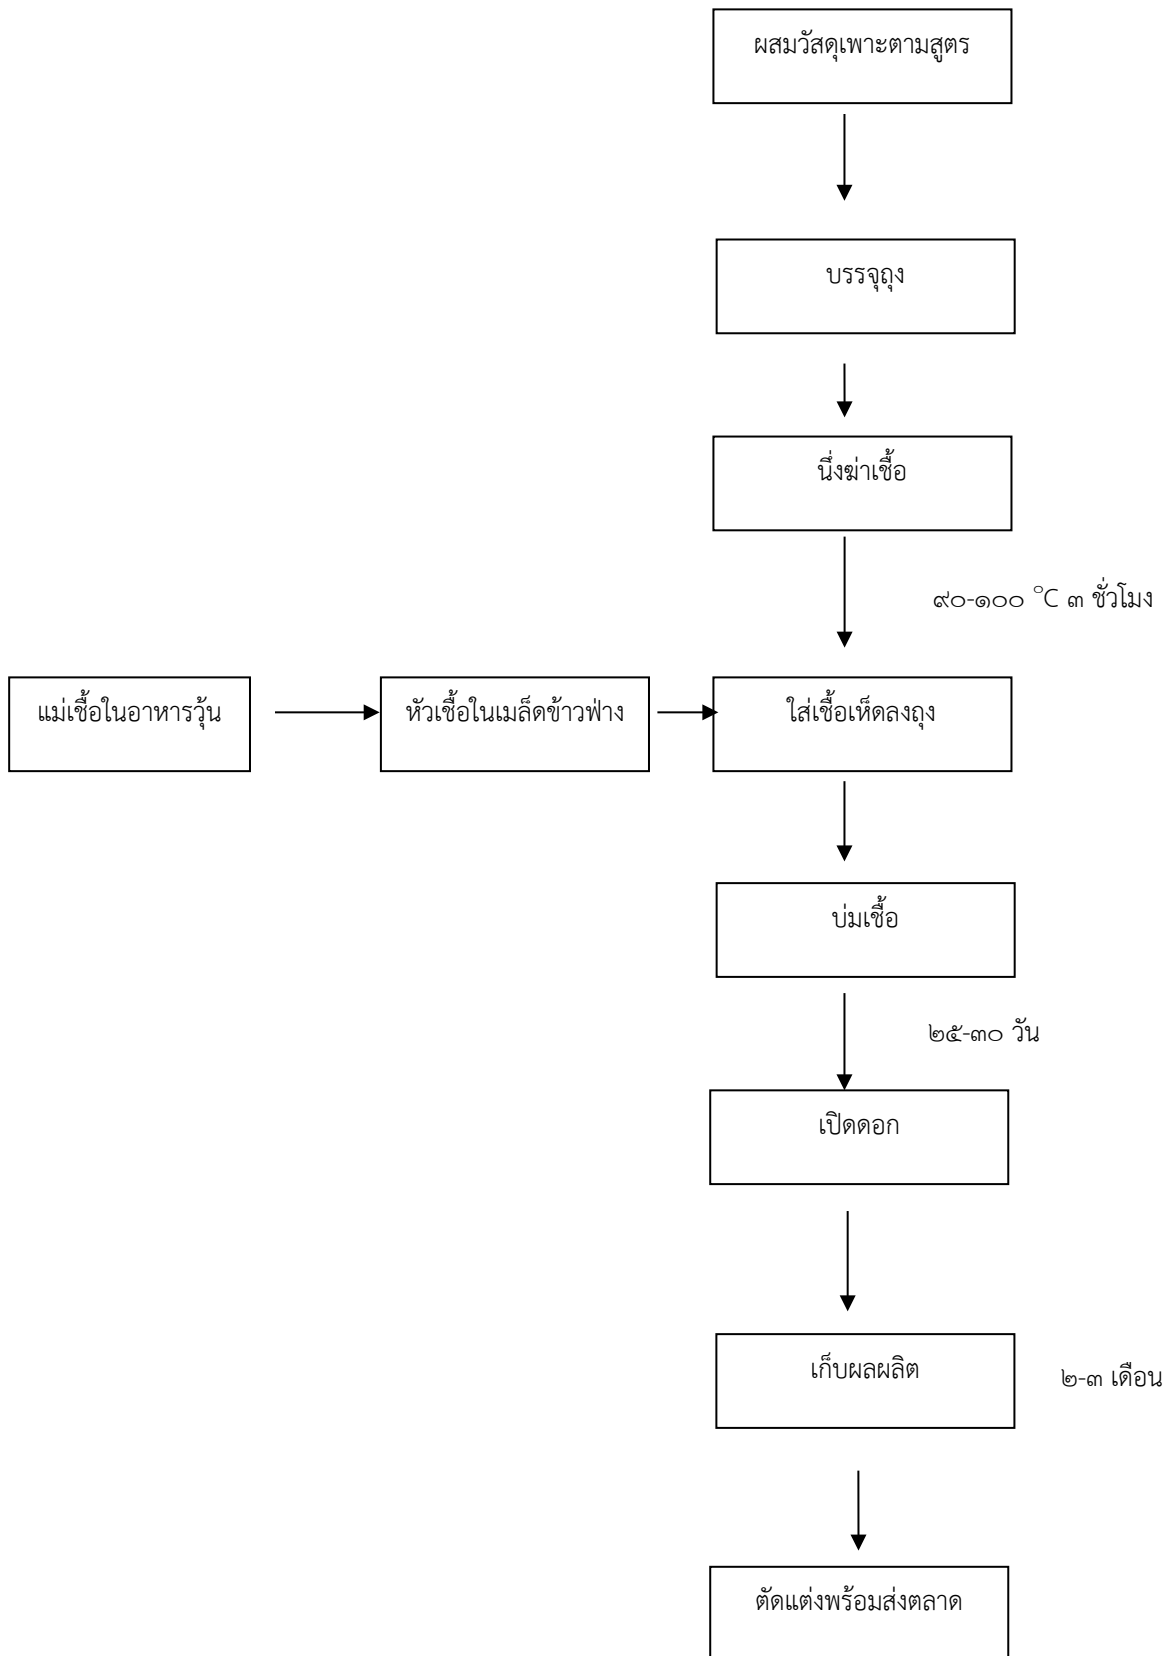 ผสมวัสดุเพาะตามสูตร
บรรจุถุง
นึ่งฆ่าเชื้อ
๙๐-๑๐๐ °C ๓ ชั่วโมง
แม่เชื้อในอาหารวุ้น
หัวเชื้อในเมล็ดข้าวฟ่าง
ใส่เชื้อเห็ดลงถุง
บ่มเชื้อ
๒๕-๓๐ วัน
เปิดดอก
เก็บผลผลิต
๒-๓ เดือน
ตัดแต่งพร้อมส่งตลาด